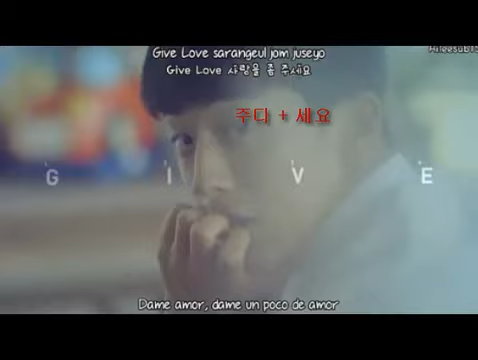 Give Love sarangeul jom juseyo
Give Love 사랑을 좀 주세요
주다 + 세요
G I V E
Dame amor, dame un poco de amor